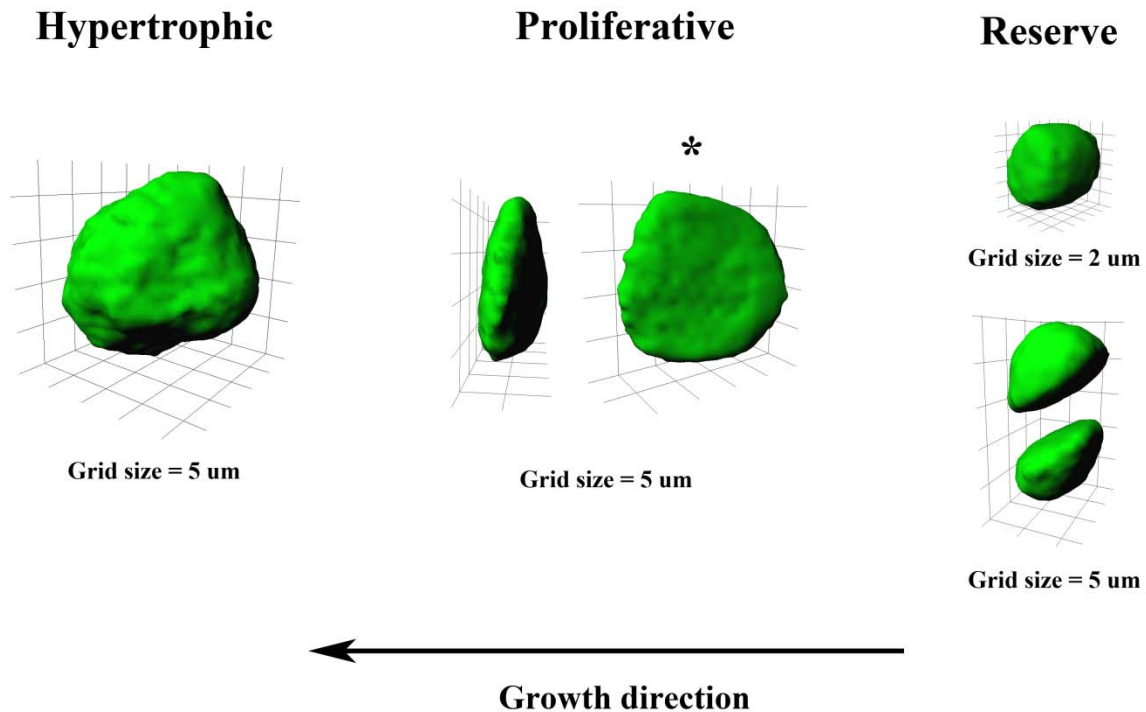 Hypertrophic
Proliferative
Reserve
*
Grid size = 2 um
Grid size = 5 um
Grid size = 5 um
Grid size = 5 um
Growth direction